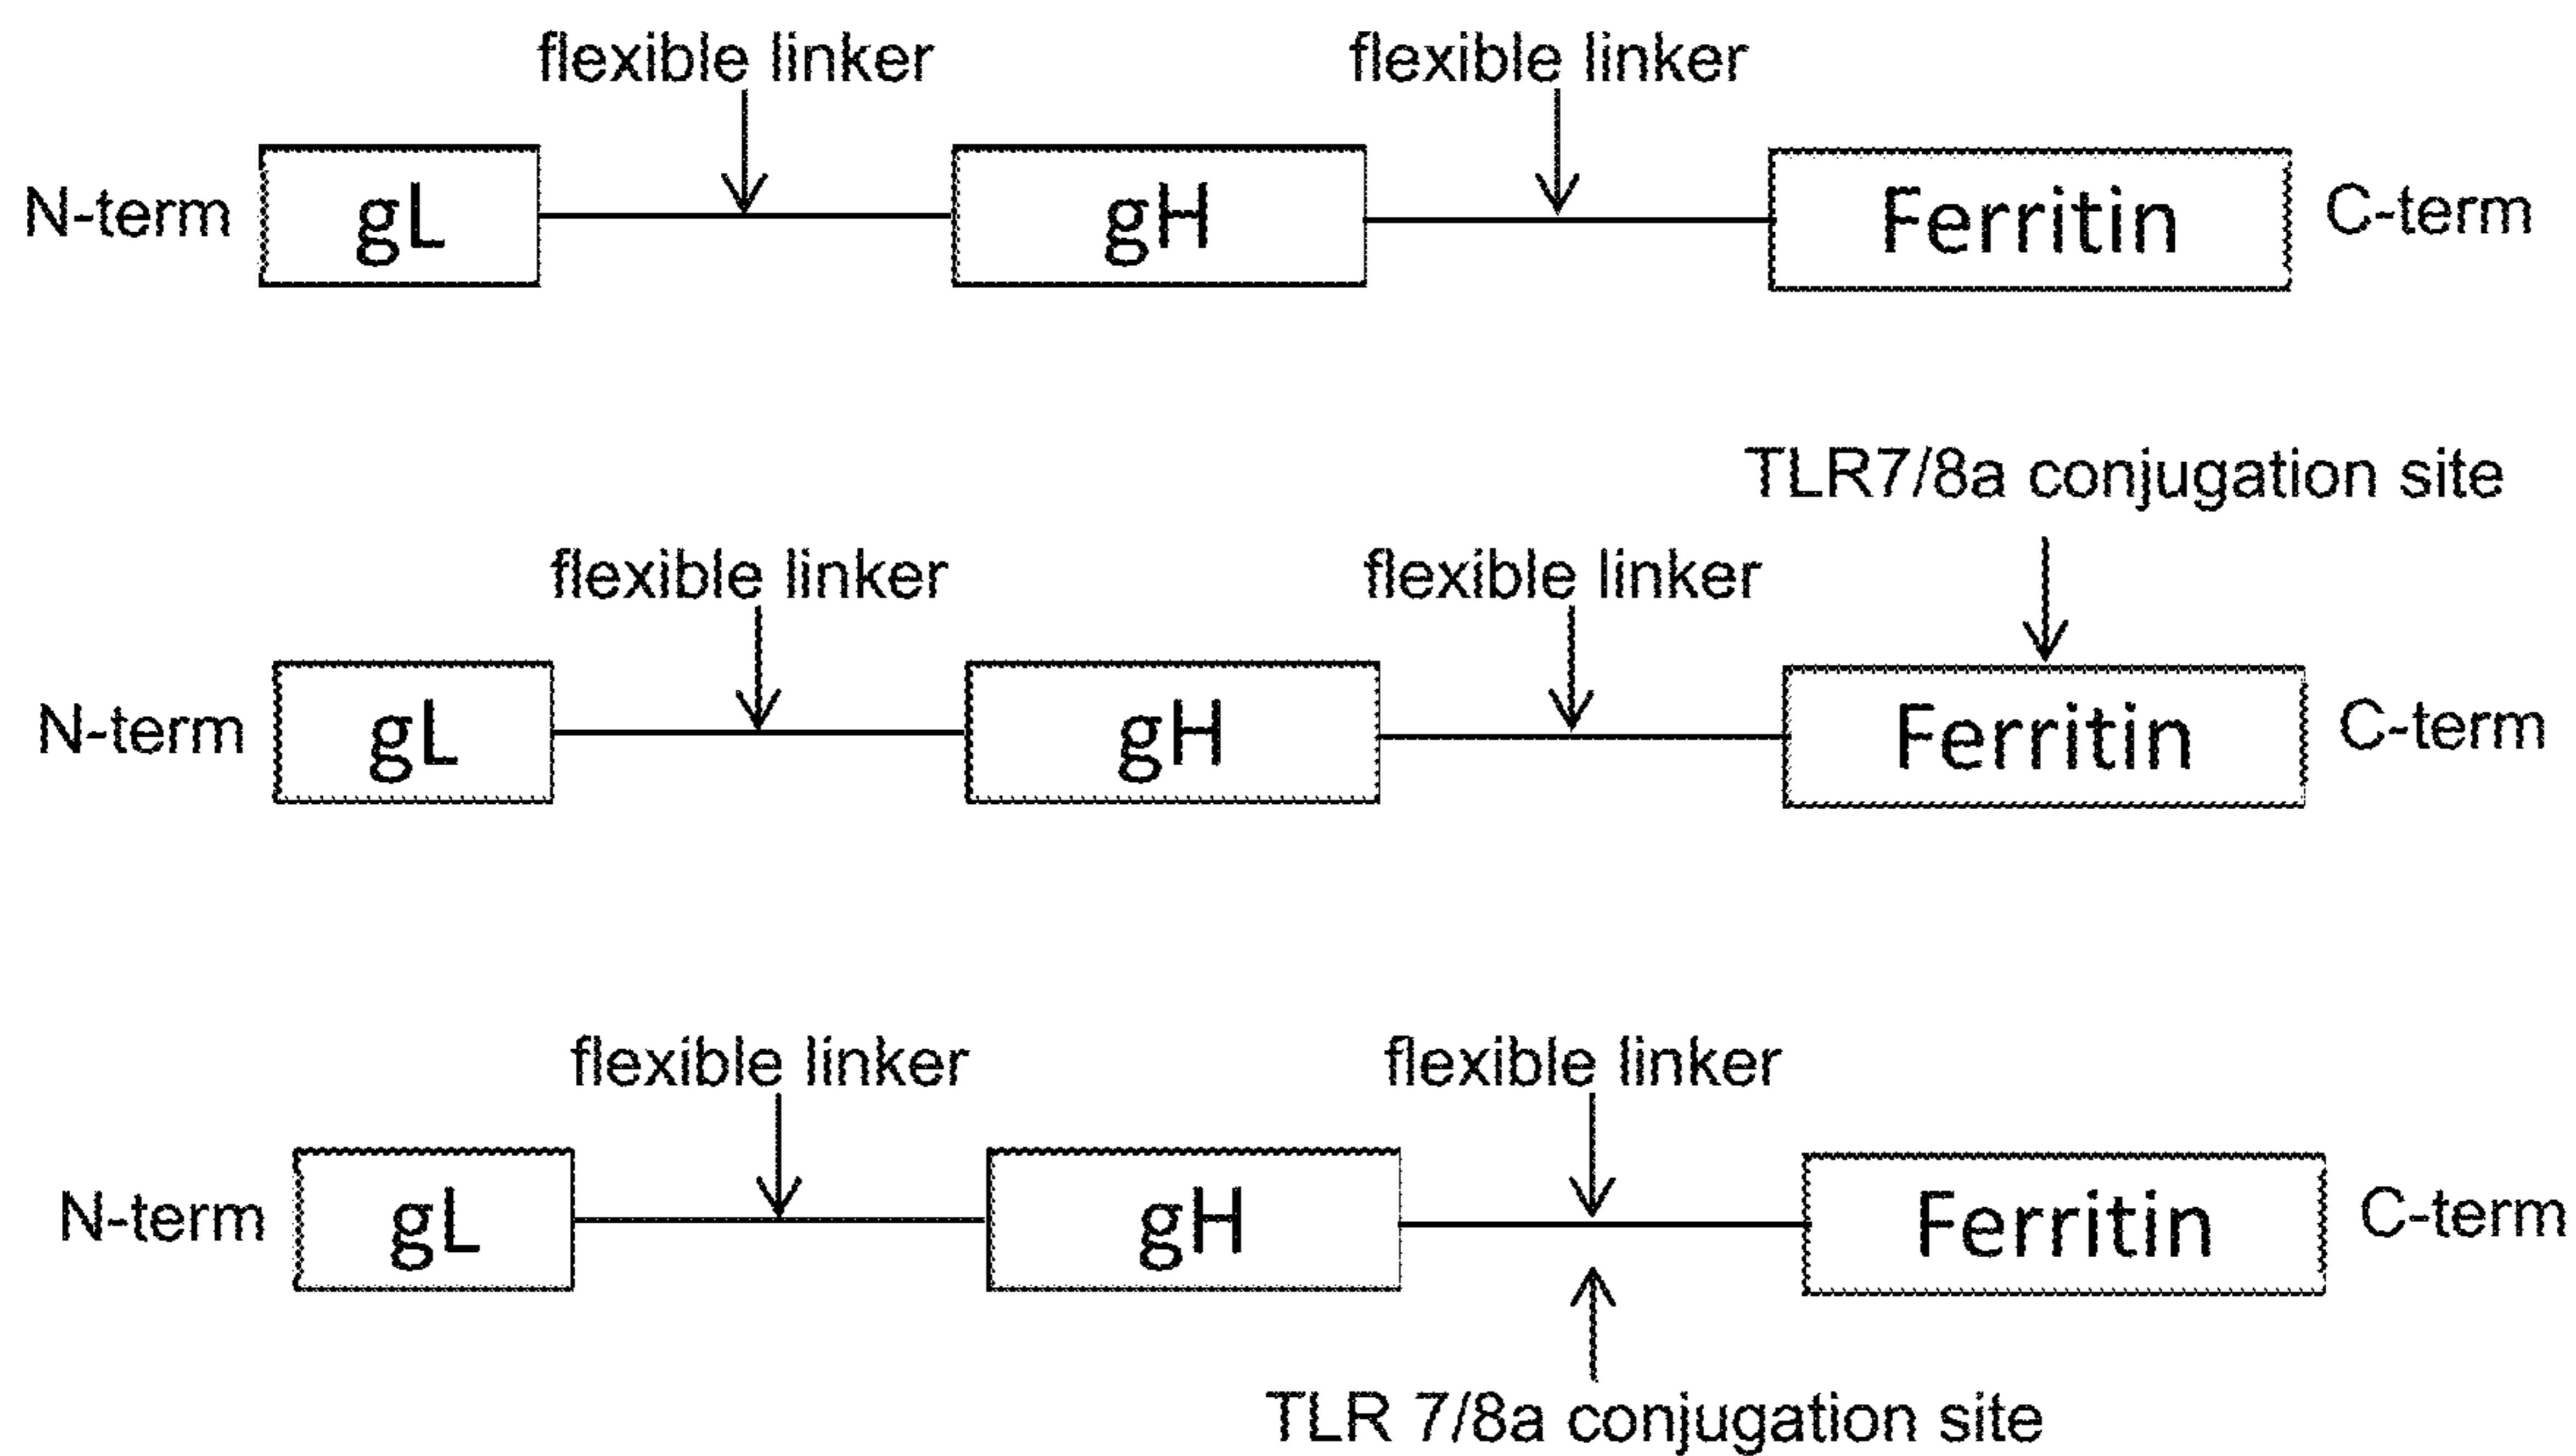 flexible linker flexible linker
N-term gL gH Ferritin C-term
TLR7/8a conjugation site
flexible linker flexible linker
N-term gL gH Ferritin C-term
flexible linker flexible linker
N-term gL gH Ferritin C-term
TLR 7/8a conjugation site